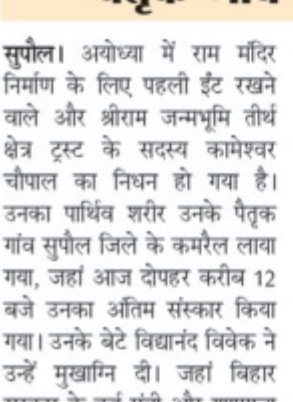 सुपौल। अयोध्या में राम मंदिर
निर्माण के लिए पहली ईंट रखने
वाले और श्रीराम जन्मभूमि तीर्थ
क्षेत्र ट्रस्ट के सदस्य कामेश्वर
चौपाल का निधन हो गया है।
उनका पार्थिव शरीर उनके पैतृक
गांव सुपौल जिले के कमरैल लाया
गया, जहां आज दोपहर करीब 12
बजे उनका अंतिम संस्कार किया
गया। उनके बेटे विद्यानंद विवेक ने
उन्हें मुखाग्नि दी। जहां बिहार